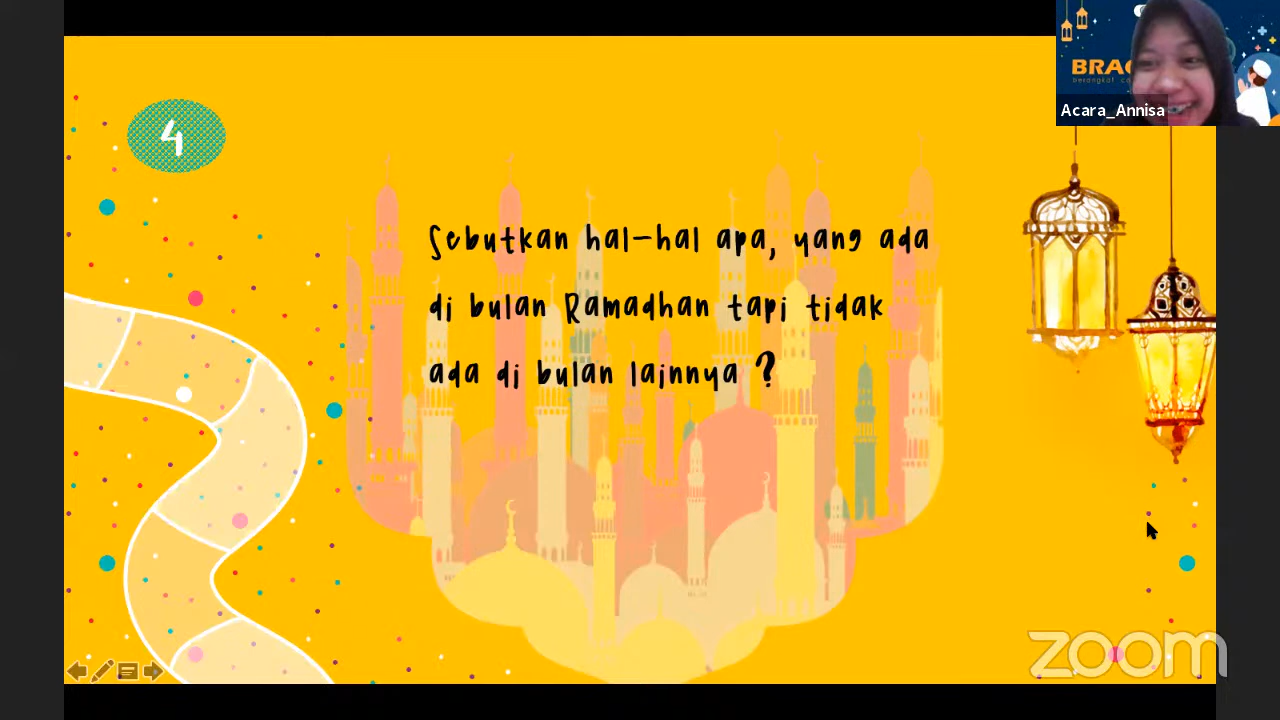 4
Sebutkan hal-hal apa, yang ada
di bulan Ramadhan tapi tidak
ada di bulan lainnya ?
Acara_Annisa
zoom